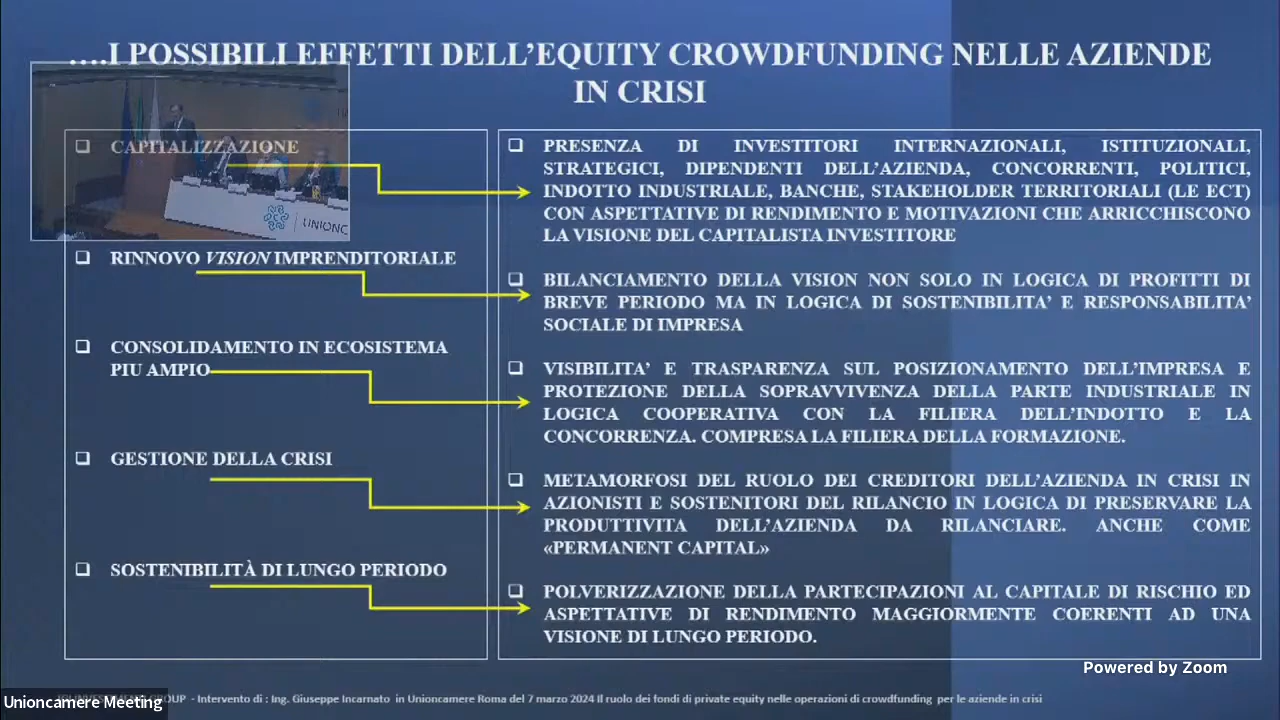 ….I POSSIBILI EFFETTI DELL’EQUITY CROWDFUNDING NELLE AZIENDE
IN CRISI
❑ CAPITALIZZAZIONE
❑ RINNOVO VISION IMPRENDITORIALE
❑ CONSOLIDAMENTO IN ECOSISTEMA
PIU AMPIO
❑ GESTIONE DELLA CRISI
❑ SOSTENIBILITÀ DI LUNGO PERIODO
❑ PRESENZA DI INVESTITORI INTERNAZIONALI, ISTITUZIONALI,
STRATEGICI, DIPENDENTI DELL’AZIENDA, CONCORRENTI, POLITICI,
INDOTTO INDUSTRIALE, BANCHE, STAKEHOLDER TERRITORIALI (LE ECT)
CON ASPETTATIVE DI RENDIMENTO E MOTIVAZIONI CHE ARRICCHISCONO
LA VISIONE DEL CAPITALISTA INVESTITORE
❑ BILANCIAMENTO DELLA VISION NON SOLO IN LOGICA DI PROFITTI DI
BREVE PERIODO MA IN LOGICA DI SOSTENIBILITA’ E RESPONSABILITA’
SOCIALE DI IMPRESA
❑ VISIBILITA’ E TRASPARENZA SUL POSIZIONAMENTO DELL’IMPRESA E
PROTEZIONE DELLA SOPRAVVIVENZA DELLA PARTE INDUSTRIALE IN
LOGICA COOPERATIVA CON LA FILIERA DELL’INDOTTO E LA
CONCORRENZA. COMPRESA LA FILIERA DELLA FORMAZIONE.
❑ METAMORFOSI DEL RUOLO DEI CREDITORI DELL’AZIENDA IN CRISI IN
AZIONISTI E SOSTENITORI DEL RILANCIO IN LOGICA DI PRESERVARE LA
PRODUTTIVITA DELL’AZIENDA DA RILANCIARE. ANCHE COME
«PERMANENT CAPITAL»
❑ POLVERIZZAZIONE DELLA PARTECIPAZIONI AL CAPITALE DI RISCHIO ED
ASPETTATIVE DI RENDIMENTO MAGGIORMENTE COERENTI AD UNA
VISIONE DI LUNGO PERIODO.
UNIONC
Powered by Zoom
GROUP - Intervento di : Ing. Giuseppe Incarnato in Unioncamere Roma del 7 marzo 2024 Il ruolo dei fondi di private equity nelle operazioni di crowdfunding per le aziende in crisi
Unioncamere Meeting